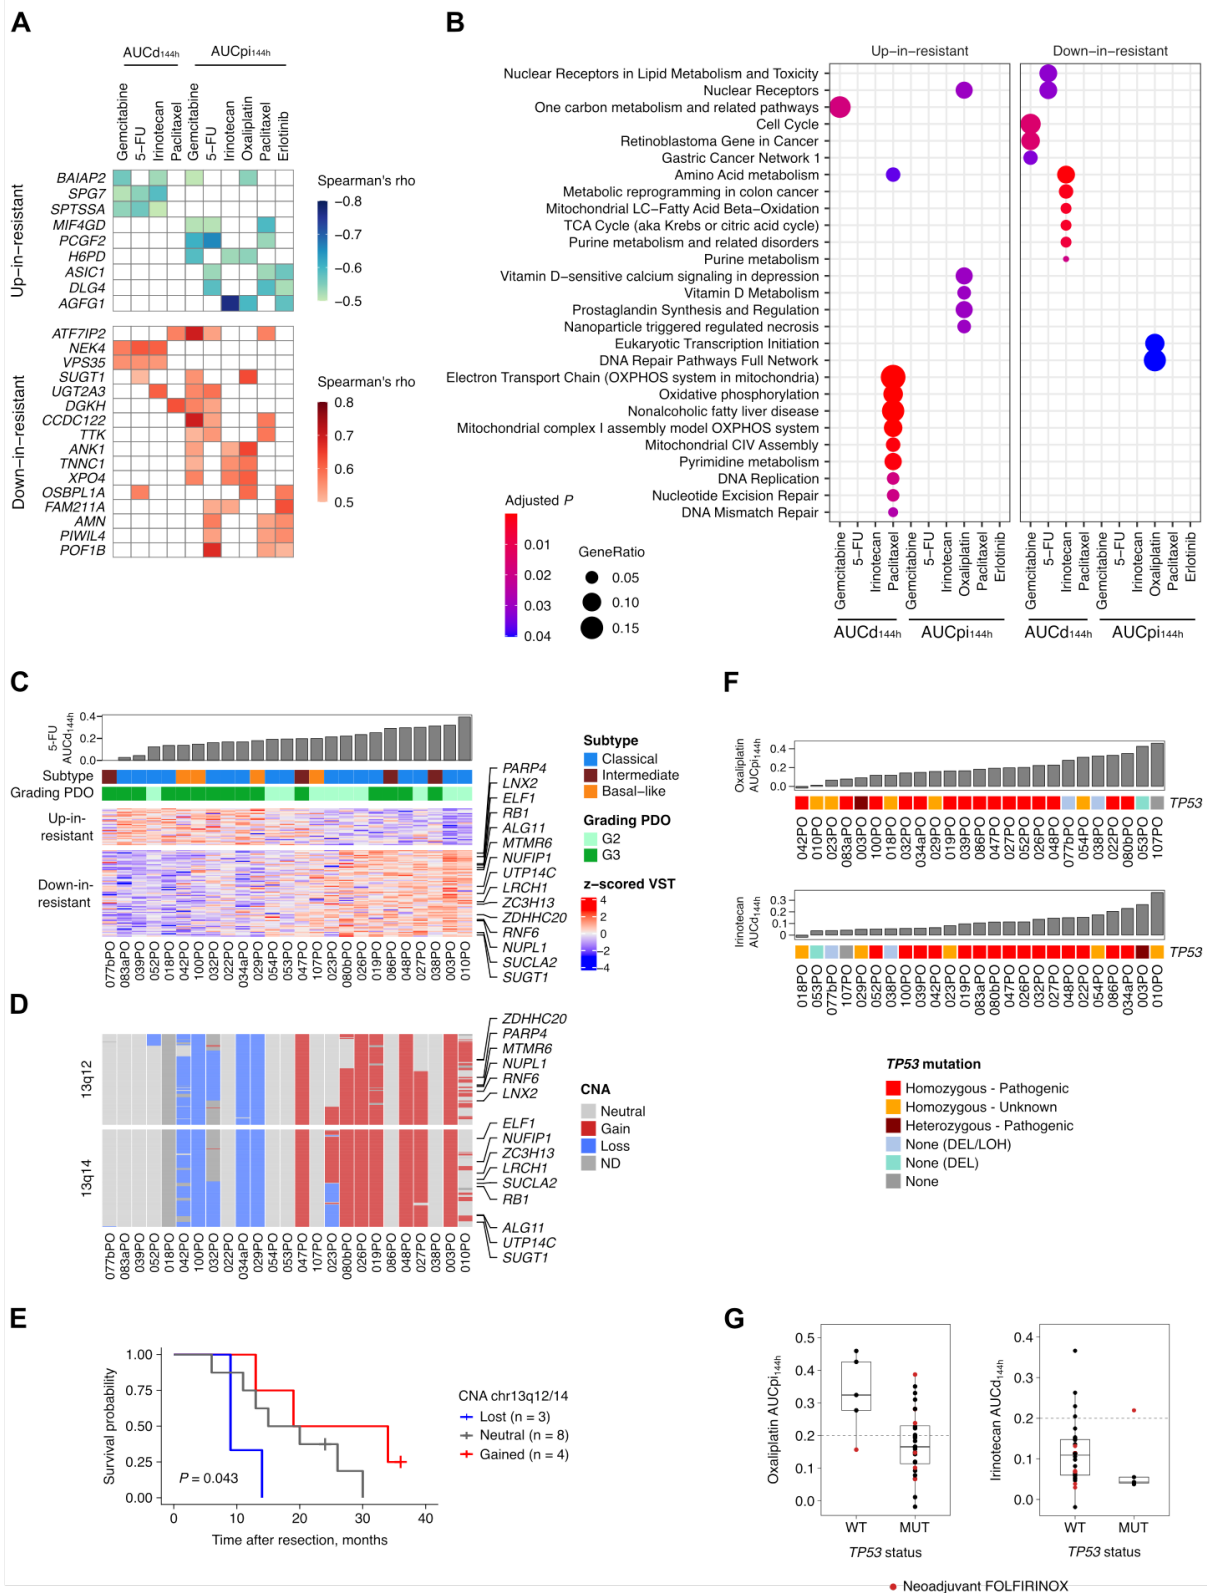 A
AUCd144h
AUCpi144h
Gemcitabine
5–FU
Irinotecan
Paclitaxel
Gemcitabine
5–FU
Irinotecan
Oxaliplatin
Paclitaxel
Erlotinib
Up–in–resistant
BAIAP2
SPG7
SPTSSA
MIF4GD
PCGF2
H6PD
ASIC1
DLG4
AGFG1
Spearman's rho
−0.8
−0.7
−0.6
−0.5
Down–in–resistant
ATF7IP2
NEK4
VPS35
SUGT1
UGT2A3
DGKH
CCDC122
TTK
ANK1
TNNC1
XPO4
OSBPL1A
FAM211A
AMN
PIWIL4
POF1B
Spearman's rho
0.8
0.7
0.6
0.5
B
Up–in–resistant
Down–in–resistant
Nuclear Receptors in Lipid Metabolism and Toxicity
Nuclear Receptors
One carbon metabolism and related pathways
Cell Cycle
Retinoblastoma Gene in Cancer
Gastric Cancer Network 1
Amino Acid metabolism
Metabolic reprogramming in colon cancer
Mitochondrial LC–Fatty Acid Beta–Oxidation
TCA Cycle (aka Krebs or citric acid cycle)
Purine metabolism and related disorders
Purine metabolism
Vitamin D–sensitive calcium signaling in depression
Vitamin D Metabolism
Prostaglandin Synthesis and Regulation
Nanoparticle triggered regulated necrosis
Eukaryotic Transcription Initiation
DNA Repair Pathways Full Network
Electron Transport Chain (OXPHOS system in mitochondria)
Oxidative phosphorylation
Nonalcoholic fatty liver disease
Mitochondrial complex I assembly model OXPHOS system
Mitochondrial CIV Assembly
Pyrimidine metabolism
DNA Replication
Nucleotide Excision Repair
DNA Mismatch Repair
Adjusted P
0.01
0.02
0.03
0.04
GeneRatio
0.05
0.10
0.15
Gemcitabine
5–FU
Irinotecan
Paclitaxel
Gemcitabine
5–FU
Irinotecan
Oxaliplatin
Paclitaxel
Erlotinib
Gemcitabine
5–FU
Irinotecan
Paclitaxel
Gemcitabine
5–FU
Irinotecan
Oxaliplatin
Paclitaxel
Erlotinib
AUCd144h
AUCpi144h
AUCd144h
AUCpi144h
C
5–FU
AUCd144h
0.4
0.2
0.0
Subtype
Grading PDO
Up-in-
resistant
Down-in-
resistant
077bPO
083aPO
039PO
052PO
018PO
042PO
100PO
032PO
022PO
034aPO
029PO
054PO
053PO
047PO
107PO
023PO
080bPO
026PO
019PO
086PO
048PO
027PO
038PO
003PO
010PO
PARP4
LNX2
ELF1
RB1
ALG11
MTMR6
NUFIP1
UTP14C
LRCH1
ZC3H13
ZDHHC20
RNF6
NUPL1
SUCLA2
SUGT1
Subtype
Classical
Intermediate
Basal-like
Grading PDO
G2
G3
z-scored VST
4
2
0
−2
−4
D
13q12
13q14
ZDHHC20
PARP4
MTMR6
NUPL1
RNF6
LNX2
ELF1
NUFIP1
ZC3H13
LRCH1
SUCLA2
RB1
ALG11
UTP14C
SUGT1
CNA
Neutral
Gain
Loss
ND
077bPO
083aPO
039PO
052PO
018PO
042PO
100PO
032PO
022PO
034aPO
029PO
054PO
053PO
047PO
107PO
023PO
080bPO
026PO
019PO
086PO
048PO
027PO
038PO
003PO
010PO
E
Survival probability
1.00
0.75
0.50
0.25
0.00
P = 0.043
0
10
20
30
40
Time after resection, months
CNA chr13q12/14
Lost (n = 3)
Neutral (n = 8)
Gained (n = 4)
F
Oxaliplatin
AUCpi144h
0.4
0.2
0.0
TP53
042PO
010PO
023PO
083aPO
003PO
100PO
018PO
032PO
034aPO
029PO
019PO
039PO
086PO
047PO
027PO
052PO
026PO
048PO
077bPO
054PO
038PO
022PO
080bPO
053PO
107PO
Irinotecan
AUCd144h
0.3
0.2
0.1
0
TP53
018PO
053PO
077bPO
107PO
029PO
052PO
038PO
100PO
039PO
042PO
023PO
019PO
083aPO
080bPO
047PO
026PO
032PO
027PO
048PO
022PO
054PO
086PO
034aPO
003PO
010PO
TP53 mutation
Homozygous - Pathogenic
Homozygous - Unknown
Heterozygous - Pathogenic
None (DEL/LOH)
None (DEL)
None
G
Oxaliplatin AUCpi144h
0.5
0.4
0.3
0.2
0.1
0.0
WT
MUT
TP53 status
Irinotecan AUCd144h
0.4
0.3
0.2
0.1
0.0
WT
MUT
TP53 status
Neoadjuvant FOLFIRINOX